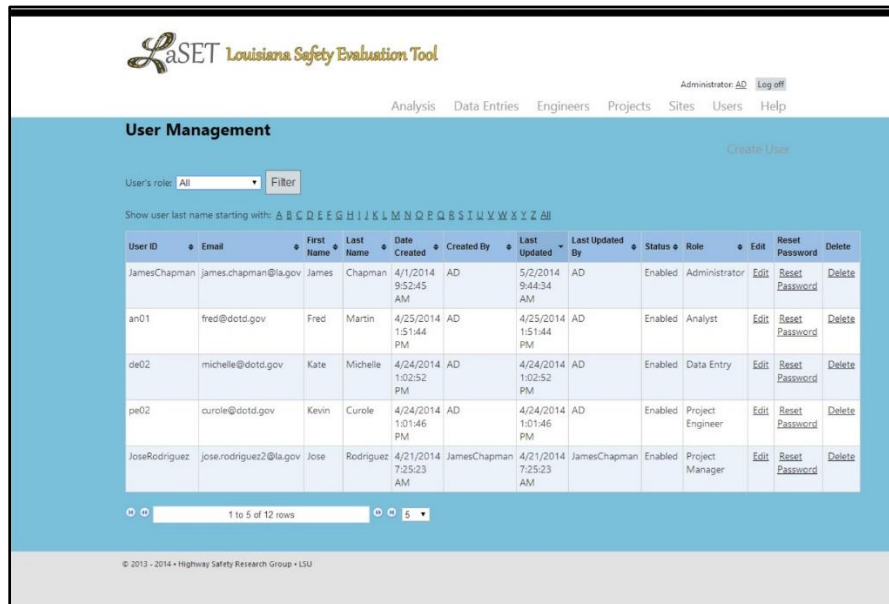 LaSET Louisiana Safety Evaluation Tool
Administrator: AD Log off
Analysis Data Entries Engineers Projects Sites Users Help
User Management
Create User
User's role: All Filter
Show user last name starting with: A B C D E F G H I J K L M N O P Q R S T U V W X Y Z All
User ID Email First Name Last Name Date Created Created By Last Updated Last Updated By Status Role Edit Reset Password Delete
JamesChapman james.chapman@la.gov James Chapman 4/1/2014 9:52:45 AM AD 5/2/2014 9:44:34 AM AD Enabled Administrator Edit Reset Password Delete
an01 fred@dotd.gov Fred Martin 4/25/2014 1:51:44 PM AD 4/25/2014 1:51:44 PM AD Enabled Analyst Edit Reset Password Delete
de02 michelle@dotd.gov Kate Michelle 4/24/2014 1:02:52 PM AD 4/24/2014 1:02:52 PM AD Enabled Data Entry Edit Reset Password Delete
pe02 curole@dotd.gov Kevin Curole 4/24/2014 1:01:46 PM AD 4/24/2014 1:01:46 PM AD Enabled Project Engineer Edit Reset Password Delete
JoseRodriguez jose.rodriguez2@la.gov Jose Rodriguez 4/21/2014 7:25:23 AM JamesChapman 4/21/2014 7:25:23 AM JamesChapman Enabled Project Manager Edit Reset Password Delete
1 to 5 of 12 rows 5
© 2013 - 2014 • Highway Safety Research Group • LSU